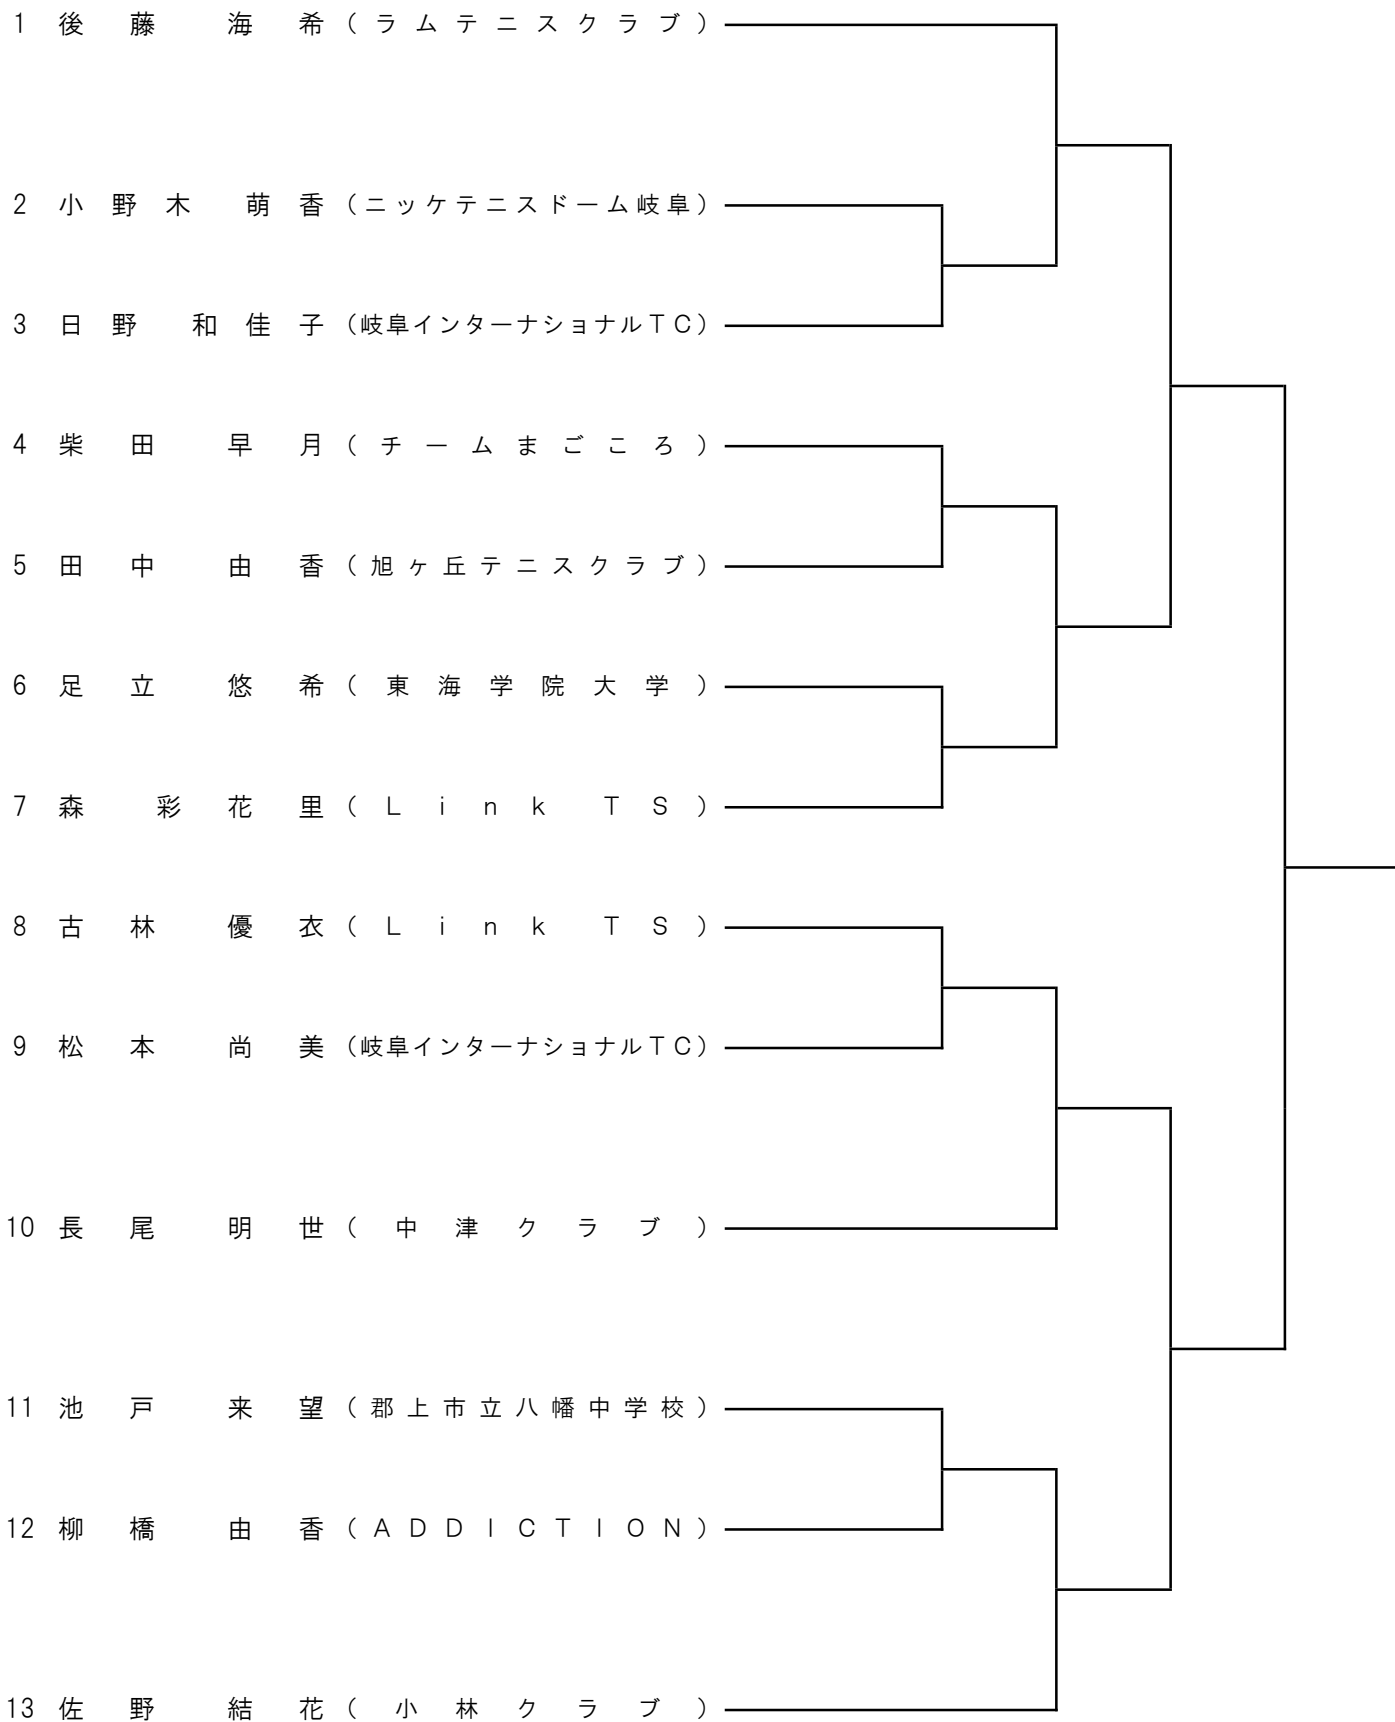 1 後藤 海希 (ラムテニスクラブ)
2 小野木 萌香 (ニッケテニスドーム岐阜)
3 日野 和佳子 (岐阜インターナショナルTC)
4 柴田 早月 (チームまごころ)
5 田中 由香 (旭ヶ丘テニスクラブ)
6 足立 悠希 (東海学院大学)
7 森 彩花里 (Link TS)
8 古林 優衣 (Link TS)
9 松本 尚美 (岐阜インターナショナルTC)
10 長尾 明世 (中津クラブ)
11 池戸 来望 (郡上市立八幡中学校)
12 柳橋 由香 (ADDICTION)
13 佐野 結花 (小林クラブ)